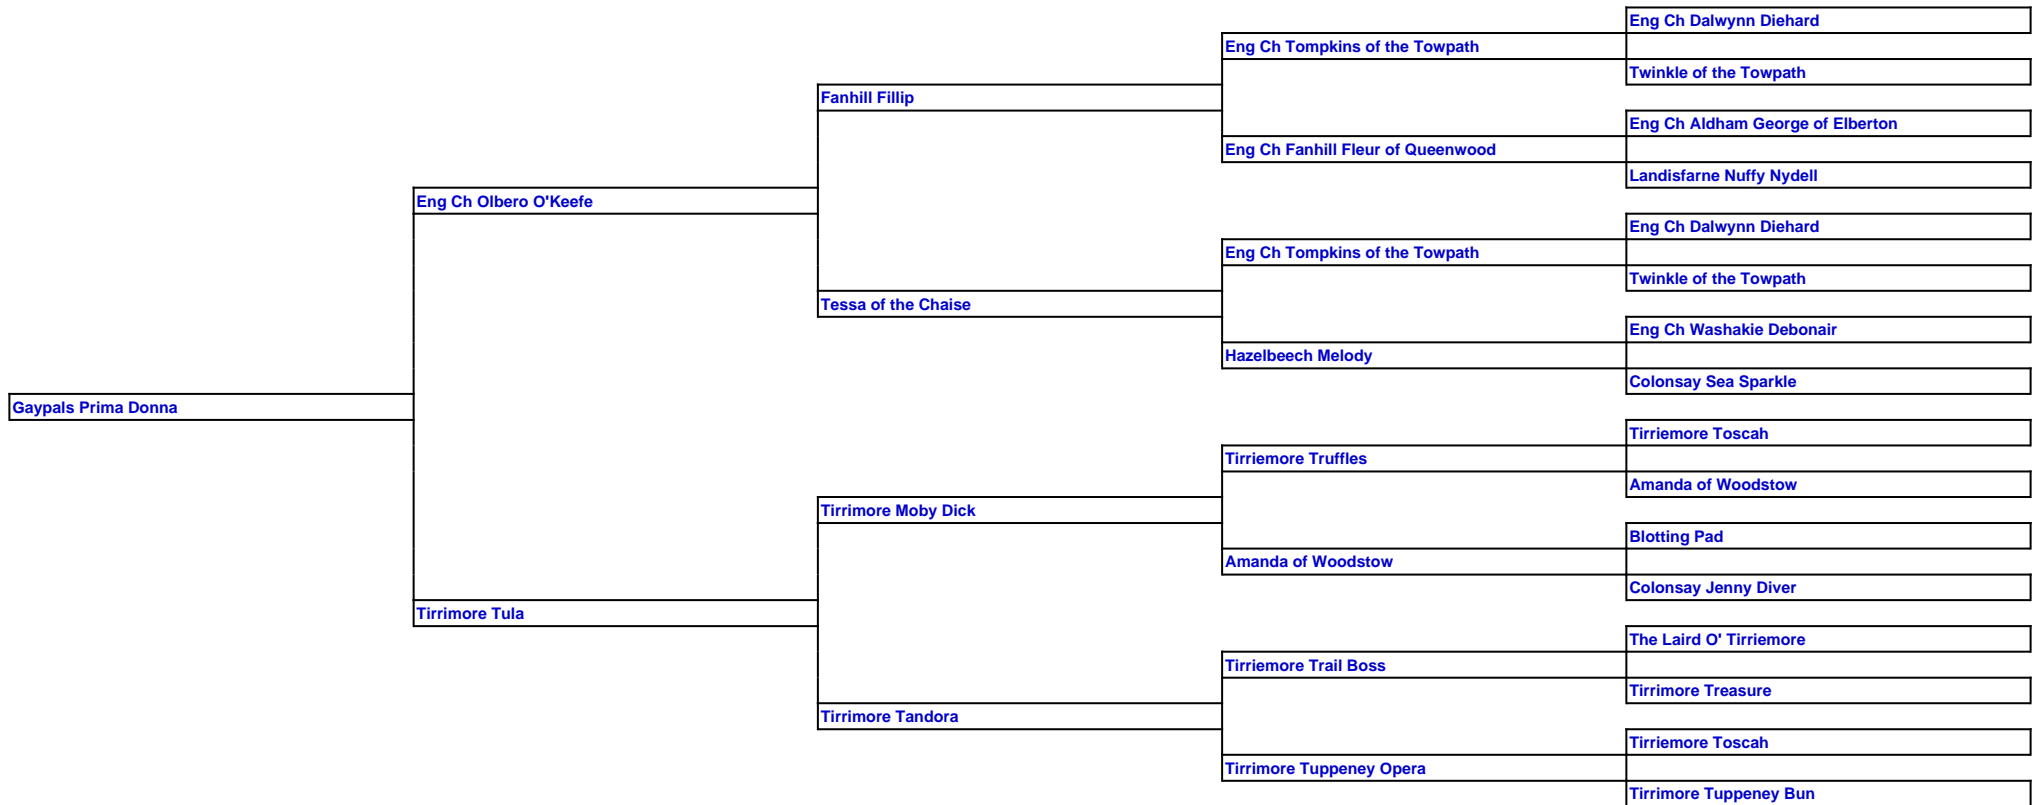 Eng Ch Dalwynn Diehard
Eng Ch Tompkins of the Towpath
Twinkle of the Towpath
Fanhill Fillip
Eng Ch Aldham George of Elberton
Eng Ch Fanhill Fleur of Queenwood
Landisfarne Nuffy Nydell
Eng Ch Olbero O'Keefe
Eng Ch Dalwynn Diehard
Eng Ch Tompkins of the Towpath
Twinkle of the Towpath
Tessa of the Chaise
Eng Ch Washakie Debonair
Hazelbeech Melody
Colonsay Sea Sparkle
Gaypals Prima Donna
Tirriemore Toscah
Tirriemore Truffles
Amanda of Woodstow
Tirrimore Moby Dick
Blotting Pad
Amanda of Woodstow
Colonsay Jenny Diver
Tirrimore Tula
The Laird O' Tirriemore
Tirriemore Trail Boss
Tirrimore Treasure
Tirrimore Tandora
Tirriemore Toscah
Tirrimore Tuppeney Opera
Tirrimore Tuppeney Bun